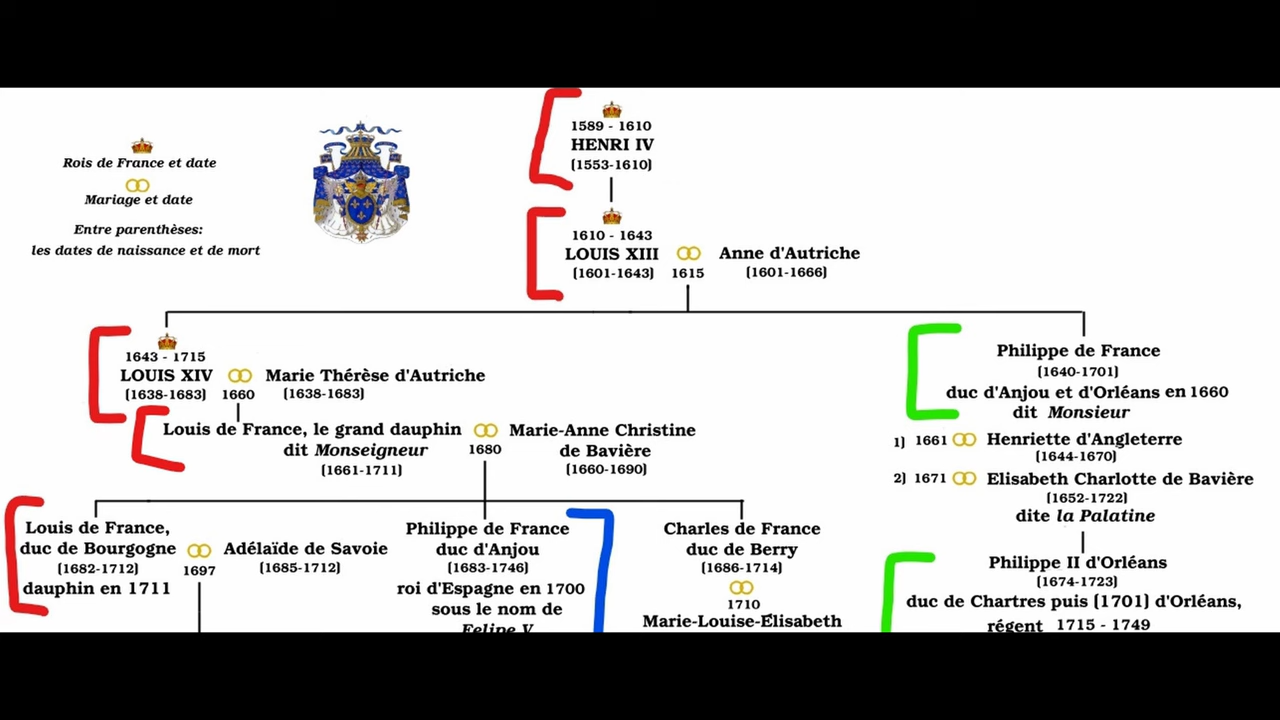 Rois de France et date
Mariage et date
Entre parenthèses:
les dates de naissance et de mort
1589 - 1610
HENRI IV
(1553-1610)
1610 - 1643
LOUIS XIII
(1601-1643)
1615
Anne d'Autriche
(1601-1666)
1643 - 1715
LOUIS XIV
(1638-1683)
1660
Marie Thérèse d'Autriche
(1638-1683)
Philippe de France
(1640-1701)
duc d'Anjou et d'Orléans en 1660
dit Monsieur
1) 1661 Henriette d'Angleterre
(1644-1670)
2) 1671 Elisabeth Charlotte de Bavière
(1652-1722)
dite la Palatine
Louis de France, le grand dauphin
dit Monseigneur
(1661-1711)
1680
Marie-Anne Christine
de Bavière
(1660-1690)
Louis de France,
duc de Bourgogne
(1682-1712)
dauphin en 1711
1697
Adélaïde de Savoie
(1685-1712)
Philippe de France
duc d'Anjou
(1683-1746)
roi d'Espagne en 1700
sous le nom de
Felipe V
Charles de France
duc de Berry
(1686-1714)
1710
Marie-Louise-Élisabeth
Philippe II d'Orléans
(1674-1723)
duc de Chartres puis (1701) d'Orléans,
régent 1715 - 1749